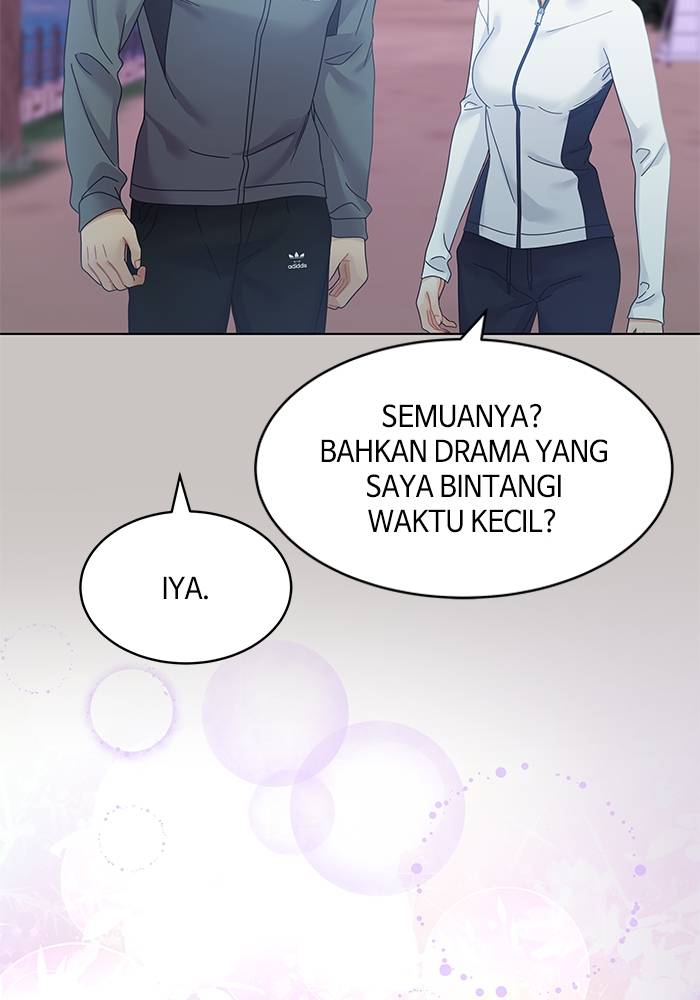 adidas
SEMUANYA?
BAHKAN DRAMA YANG
SAYA BINTANGI
WAKTU KECIL?
IYA.